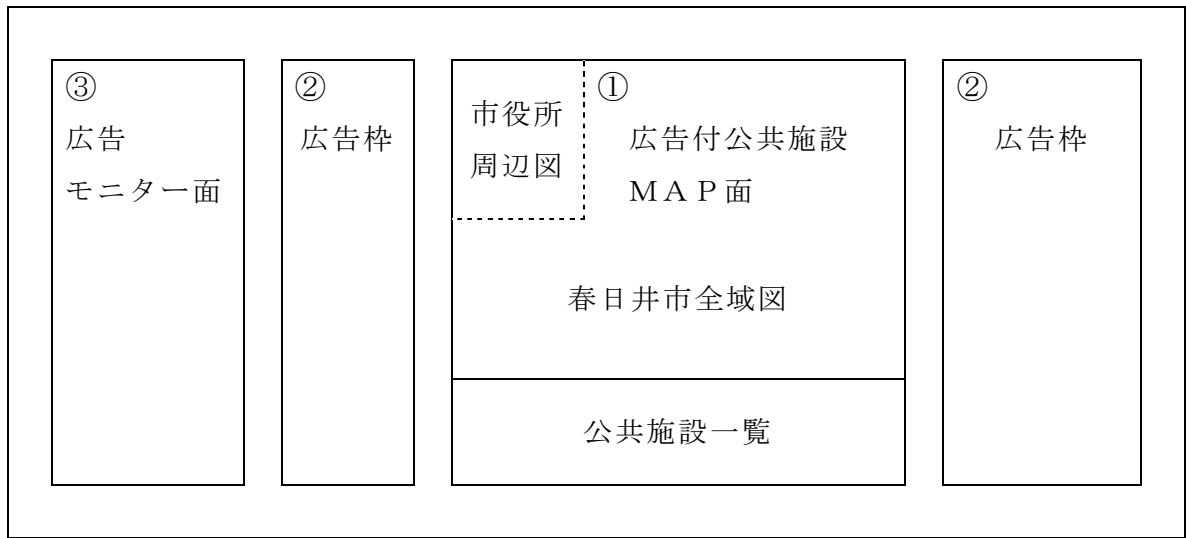 ③
広告
モニター面
②
広告枠
市役所
周辺図
①
広告付公共施設
ＭＡＰ面
春日井市全域図
公共施設一覧
②
広告枠